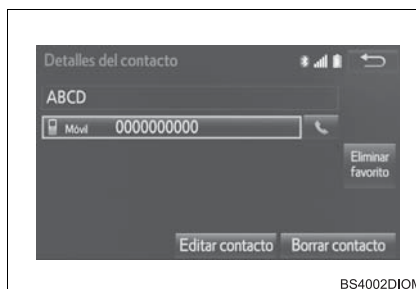 Detalles del contacto
ABCD
Móvil 0000000000
Eliminar
favorito
Editar contacto Borrar contacto
BS4002DIOM